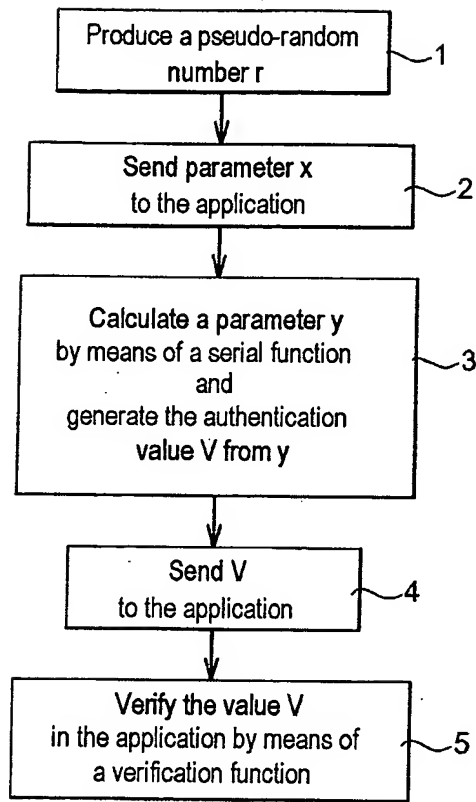 Produce a pseudo-random
number r
1
Send parameter x
to the application
2
Calculate a parameter y
by means of a serial function
and
generate the authentication
value V from y
3
Send V
to the application
4
Verify the value V
in the application by means of
a verification function
5